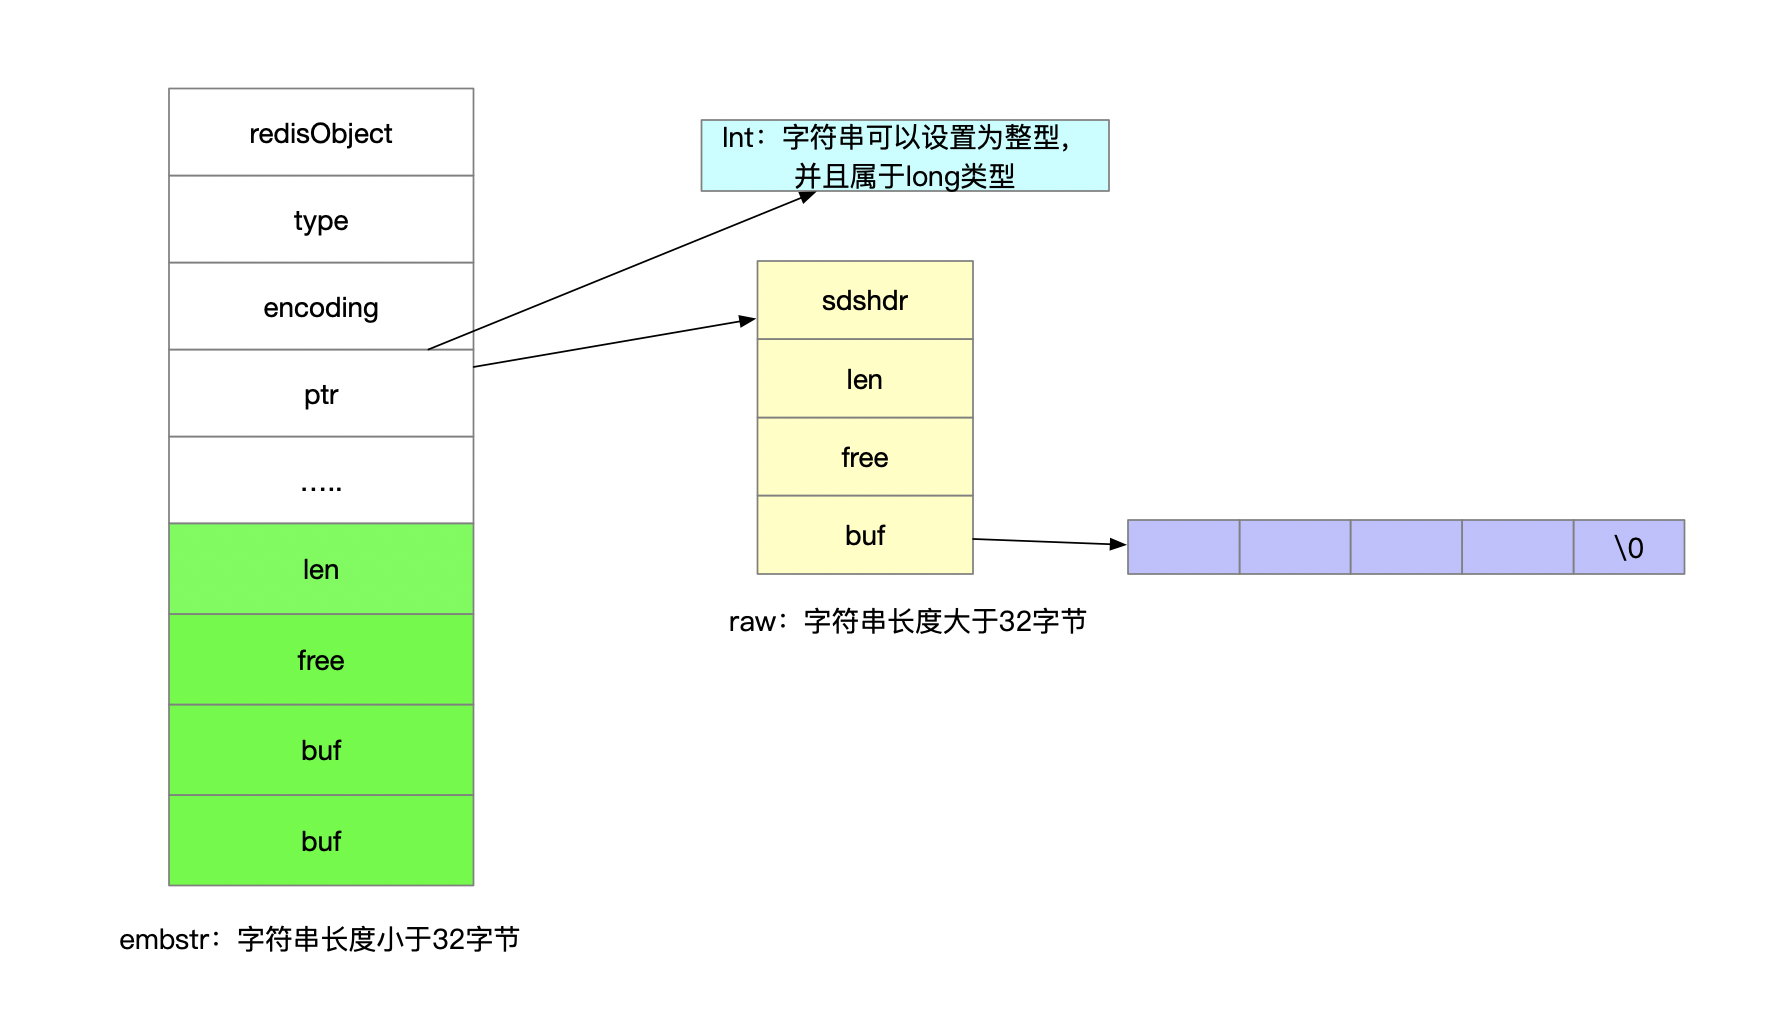 redisObject
type
encoding
ptr
.....
len
free
buf
buf
embstr：字符串长度小于32字节
Int：字符串可以设置为整型，
并且属于long类型
sdshdr
len
free
buf
raw：字符串长度大于32字节
\0